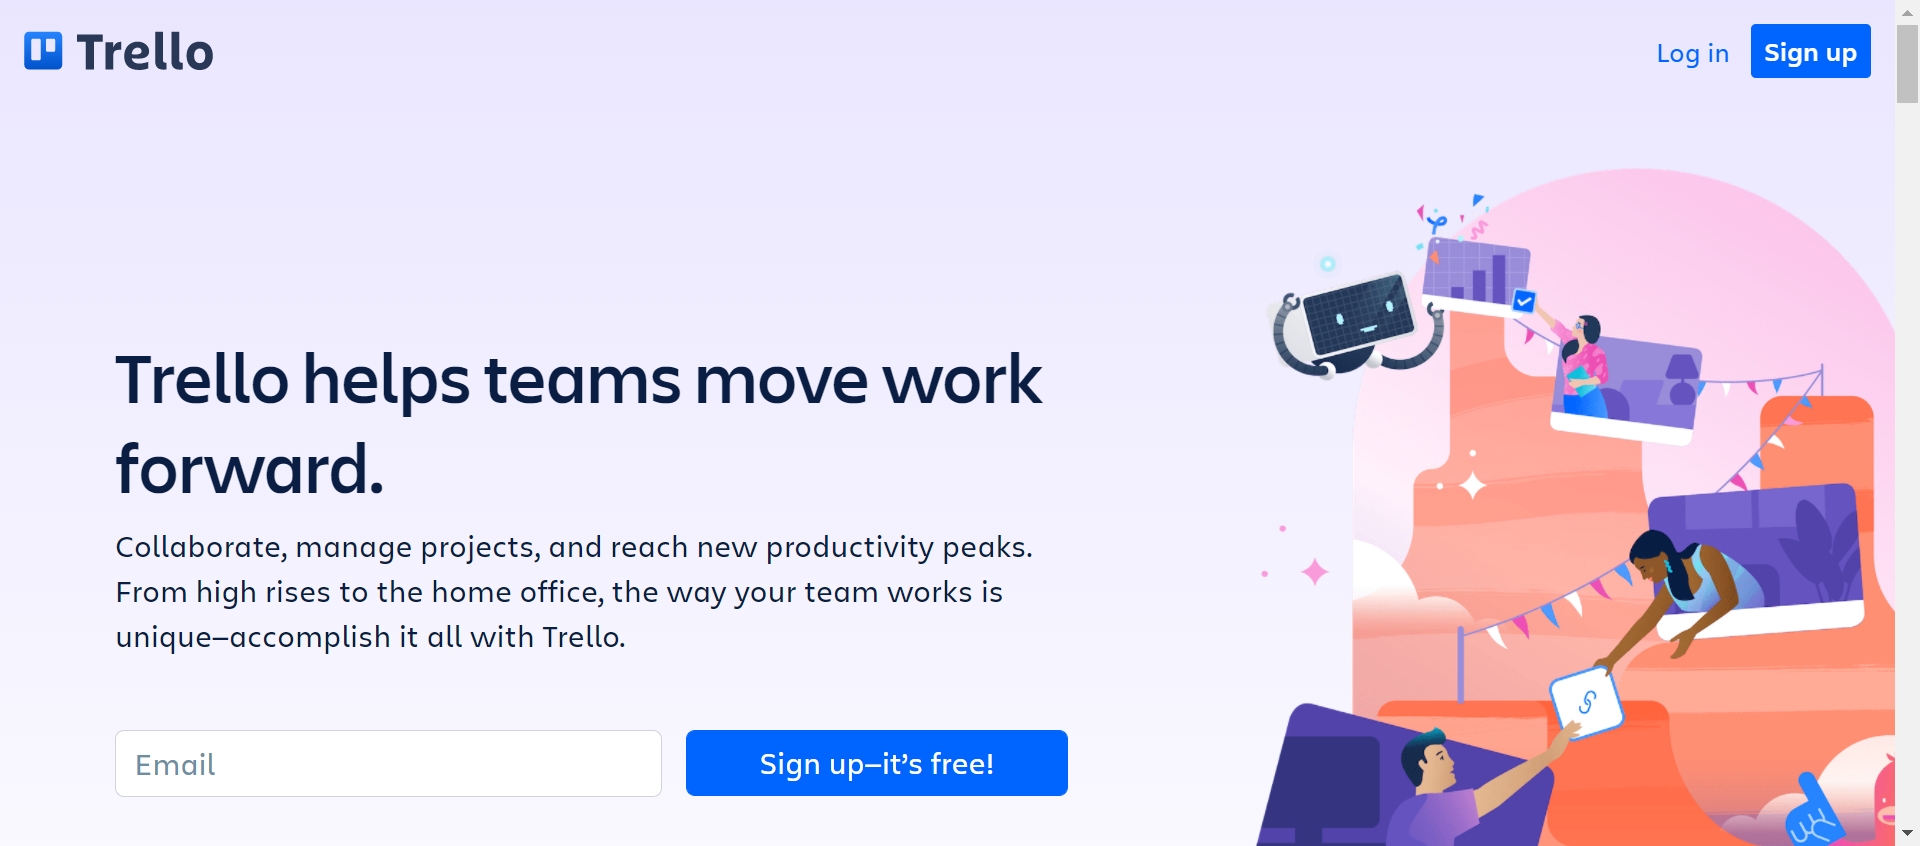 Trello
Log in
Sign up
Trello helps teams move work
forward.
Collaborate, manage projects, and reach new productivity peaks.
From high rises to the home office, the way your team works is
unique—accomplish it all with Trello.
Email
Sign up—it’s free!